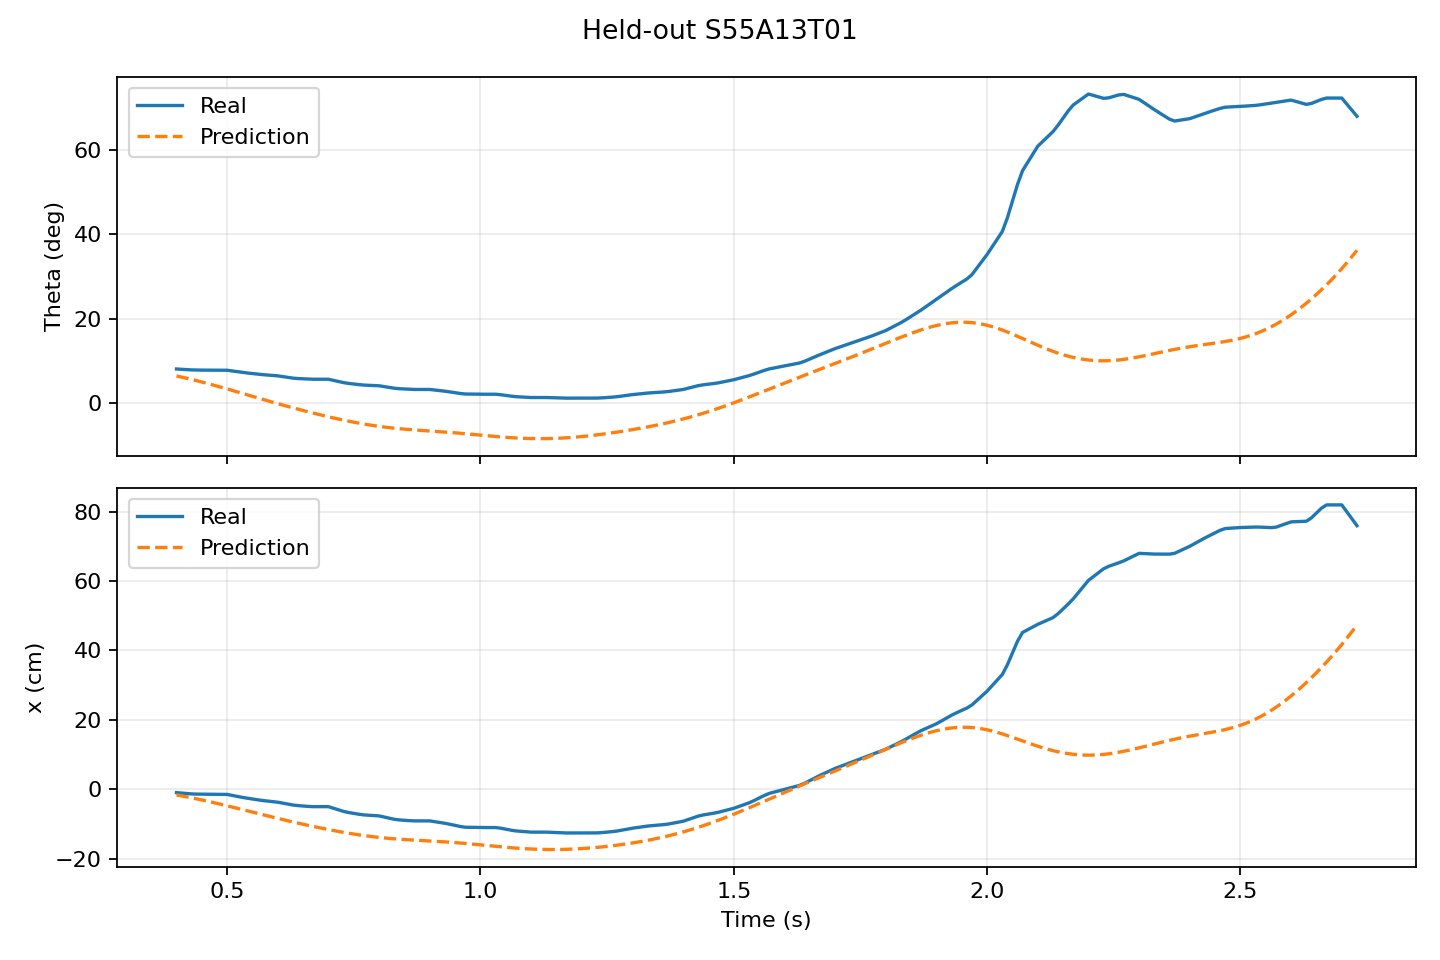 Held-out S55A13T01
Real
Prediction
Theta (deg)
60
40
20
0
Real
Prediction
x (cm)
80
60
40
20
0
−20
0.5 1.0 1.5 2.0 2.5
Time (s)